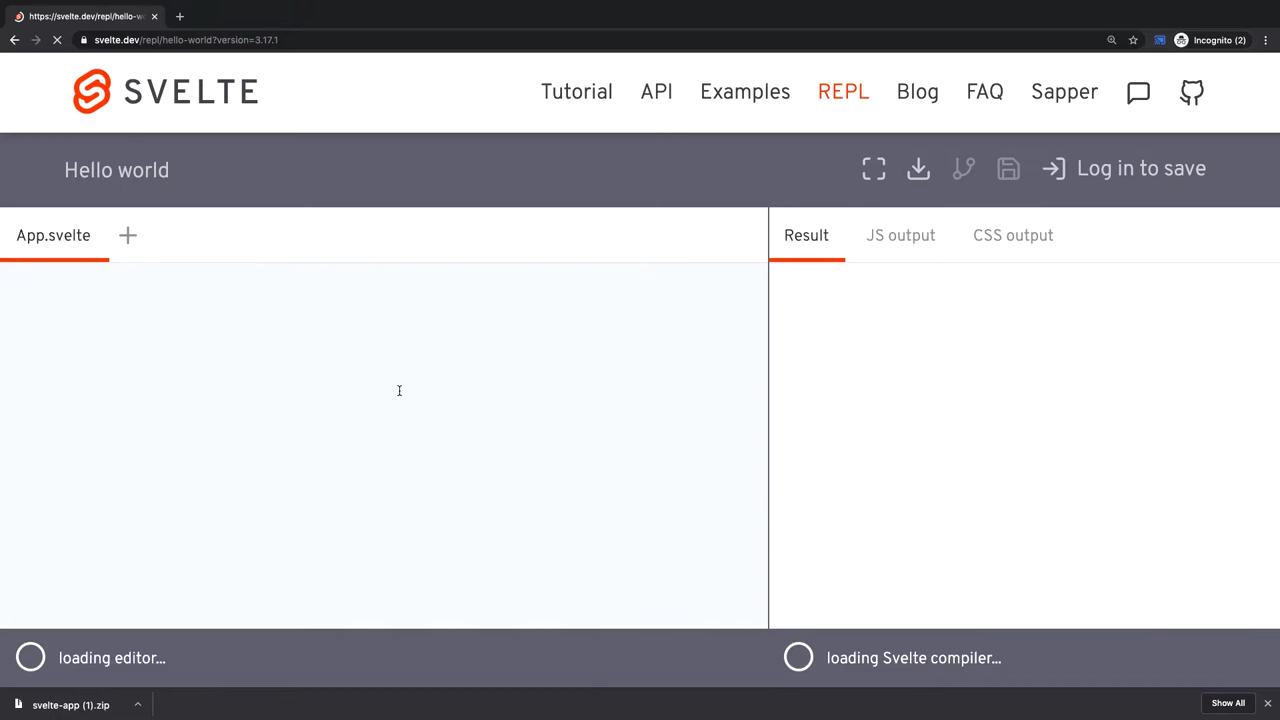 https://svelte.dev/repl/hello-w
svelte.dev/repl/hello-world?version=3.17.1
Incognito (2)
SVELTE
Tutorial
API
Examples
REPL
Blog
FAQ
Sapper
Hello world
Log in to save
App.svelte
Result
JS output
CSS output
loading editor...
loading Svelte compiler...
svelte-app (1).zip
Show All